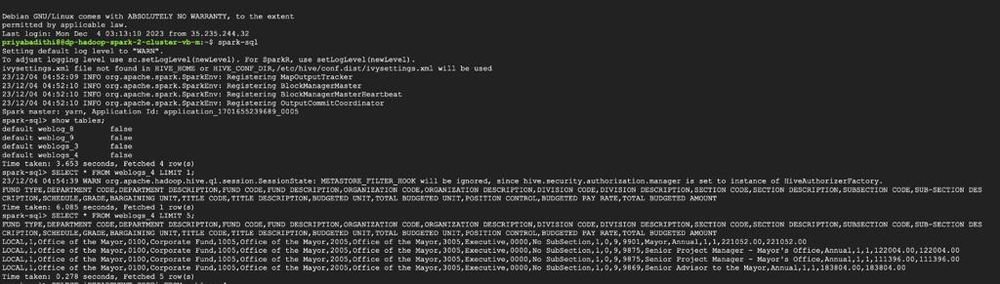 Debian GNU/Linux comes with ABSOLUTELY NO WARRANTY, to the extent
permitted by applicable law.
Last login: Mon Dec  4 03:13:10 2023 from 35.235.244.32
priyabadithi8@dp-hadoop-spark-2-cluster-vb-m:~$ spark-sql
Setting default log level to "WARN".
To adjust logging level use sc.setLogLevel(newLevel). For SparkR, use setLogLevel(newLevel).
ivysettings.xml file not found in HIVE_HOME or HIVE_CONF_DIR,/etc/hive/conf.dist/ivysettings.xml will be used
23/12/04 04:52:09 INFO org.apache.spark.SparkEnv: Registering MapOutputTracker
23/12/04 04:52:10 INFO org.apache.spark.SparkEnv: Registering BlockManagerMaster
23/12/04 04:52:10 INFO org.apache.spark.SparkEnv: Registering BlockManagerMasterHeartbeat
23/12/04 04:52:10 INFO org.apache.spark.SparkEnv: Registering OutputCommitCoordinator
Spark master: yarn, Application Id: application_1701655239689_0005
spark-sql> show tables;
default weblog_8        false
default weblog_9        false
default weblogs_3       false
default weblogs_4       false
Time taken: 3.653 seconds, Fetched 4 row(s)
spark-sql> SELECT * FROM weblogs_4 LIMIT 1;
23/12/04 04:54:39 WARN org.apache.hadoop.hive.ql.session.SessionState: METASTORE_FILTER_HOOK will be ignored, since hive.security.authorization.manager is set to instance of HiveAuthorizerFactory.
FUND TYPE,DEPARTMENT CODE,DEPARTMENT DESCRIPTION,FUND CODE,FUND DESCRIPTION,ORGANIZATION CODE,ORGANIZATION DESCRIPTION,DIVISION CODE,DIVISION DESCRIPTION,SECTION CODE,SECTION DESCRIPTION,SUBSECTION CODE,SUB-SECTION DES
CRIPTION,SCHEDULE,GRADE,BARGAINING UNIT,TITLE CODE,TITLE DESCRIPTION,BUDGETED UNIT,TOTAL BUDGETED UNIT,POSITION CONTROL,BUDGETED PAY RATE,TOTAL BUDGETED AMOUNT
Time taken: 6.085 seconds, Fetched 1 row(s)
spark-sql> SELECT * FROM weblogs_4 LIMIT 5;
FUND TYPE,DEPARTMENT CODE,DEPARTMENT DESCRIPTION,FUND CODE,FUND DESCRIPTION,ORGANIZATION CODE,ORGANIZATION DESCRIPTION,DIVISION CODE,DIVISION DESCRIPTION,SECTION CODE,SECTION DESCRIPTION,SUBSECTION CODE,SUB-SECTION DES
CRIPTION,SCHEDULE,GRADE,BARGAINING UNIT,TITLE CODE,TITLE DESCRIPTION,BUDGETED UNIT,TOTAL BUDGETED UNIT,POSITION CONTROL,BUDGETED PAY RATE,TOTAL BUDGETED AMOUNT
LOCAL,1,Office of the Mayor,0100,Corporate Fund,1005,Office of the Mayor,2005,Office of the Mayor,3005,Executive,0000,No SubSection,1,0,9,9901,Mayor,Annual,1,1,221052.00,221052.00
LOCAL,1,Office of the Mayor,0100,Corporate Fund,1005,Office of the Mayor,2005,Office of the Mayor,3005,Executive,0000,No SubSection,1,0,9,9875,Senior Project Manager - Mayor's Office,Annual,1,1,122004.00,122004.00
LOCAL,1,Office of the Mayor,0100,Corporate Fund,1005,Office of the Mayor,2005,Office of the Mayor,3005,Executive,0000,No SubSection,1,0,9,9875,Senior Project Manager - Mayor's Office,Annual,1,1,111396.00,111396.00
LOCAL,1,Office of the Mayor,0100,Corporate Fund,1005,Office of the Mayor,2005,Office of the Mayor,3005,Executive,0000,No SubSection,1,0,9,9869,Senior Advisor to the Mayor,Annual,1,1,183804.00,183804.00
Time taken: 0.278 seconds, Fetched 5 row(s)